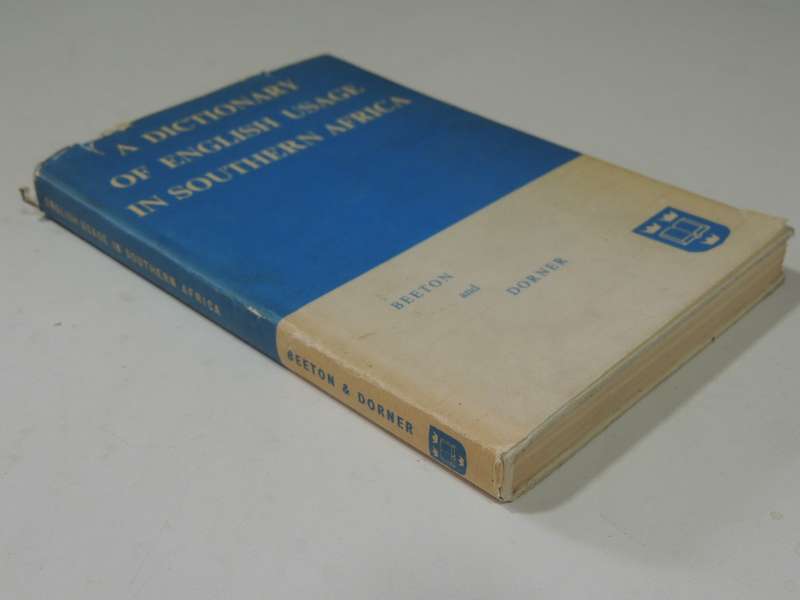 A DICTIONARY
OF ENGLISH USAGE
IN SOUTHERN AFRICA
BEETON
and
DORNER
ENGLISH USAGE IN SOUTHERN AFRICA
BEETON & DORNER